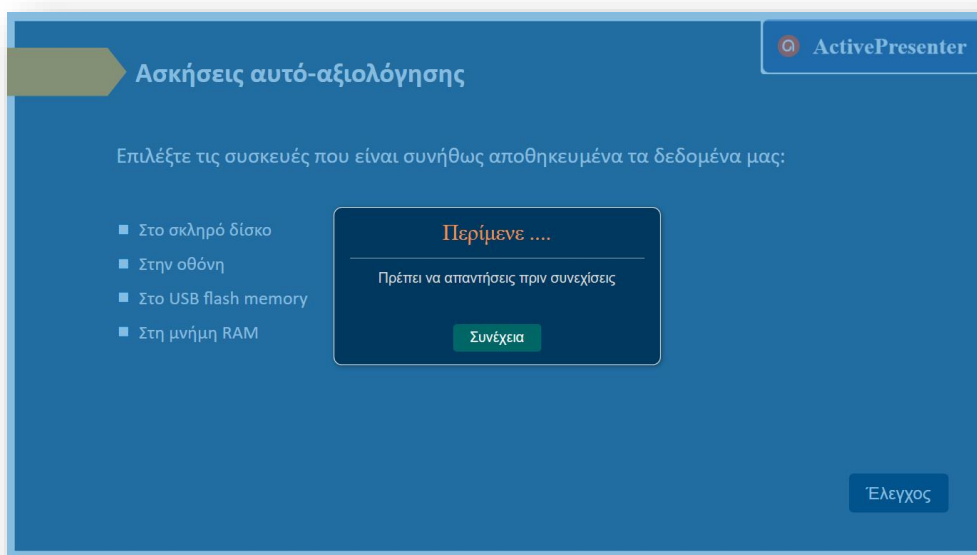 ActivePresenter
Ασκήσεις αυτό-αξιολόγησης
Επιλέξτε τις συσκευές που είναι συνήθως αποθηκευμένα τα δεδομένα μας:
Στο σκληρό δίσκο
Στην οθόνη
Στο USB flash memory
Στη μνήμη RAM
Περίμενε ....
Πρέπει να απαντήσεις πριν συνεχίσεις
Συνέχεια
Έλεγχος